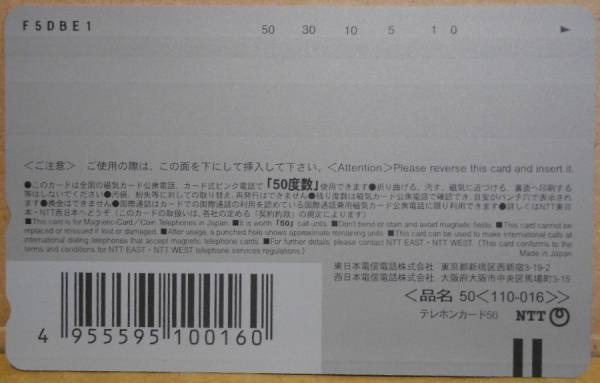 F5DBE1 50 30 10 5 1 0
＜ご注意＞ ご使用の際は、この面を下にして挿入して下さい。 ＜Attention＞Please reverse this card and insert it.
●このカードは全国の磁気カード公衆電話、カード式ピンク電話で「50度数」使用できます●折り曲げる、汚す、磁気に近づける、裏面へ印刷する
等はしないでください●汚損、紛失等に対しての取り替え、再発行はできません●残り度数は磁気カード公衆電話で確認でき、目安がパンチ穴で表示されま
す●換金はできません●国際通話はカードでの国際通話の利用を認めている国際通話兼用磁気カード公衆電話に限り利用できます●詳しくはNTT東日
本・NTT西日本へどうぞ（このカードの取扱いは、各社の定める「契約約款」の規定によります）
■This card is for Magnetic-Card/Coin Telephones in Japan. ■It is worth「50」call units. ■Don't bend or stain and avoid magnetic fields. ■This card cannot be
replaced or reissued if lost or damaged. ■After usage, a punched hole shows approximate remaining units. ■This card can be used to make international calls at
international dialing telephones that accept magnetic telephone cards. ■For further details, please contact NTT EAST・NTT WEST. (This card conforms to the
terms and conditions for NTT EAST・NTT WEST telephone services regulations.)
Made in Japan
東日本電信電話株式会社 東京都新宿区西新宿3-19-2
西日本電信電話株式会社 大阪府大阪市中央区馬場町3-15
＜品名 50＜110-016＞＞
テレホンカード50 NTT
4 955595 100160